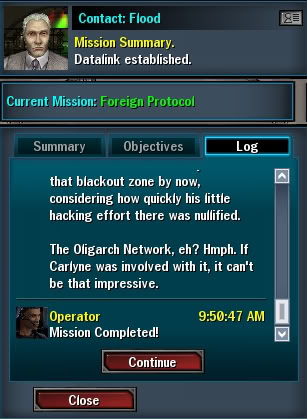 Contact: Flood
Mission Summary.
Datalink established.
Current Mission: Foreign Protocol
Summary
Objectives
Log
that blackout zone by now,
considering how quickly his little
hacking effort there was nullified.
The Oligarch Network, eh? Hmph. If
Carlyne was involved with it, it can't
be that impressive.
Operator
9:50:47 AM
Mission Completed!
Continue
Close